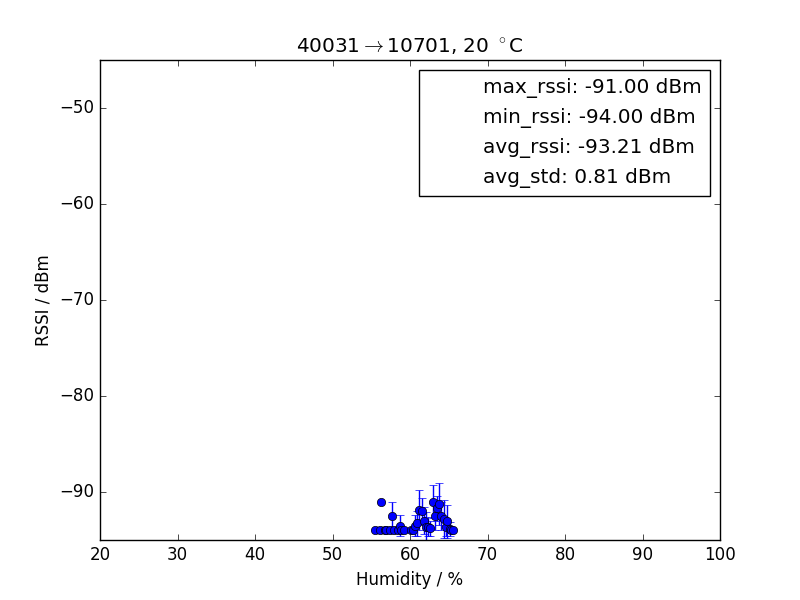 40031→10701, 20 °C
max_rssi: -91.00 dBm
min_rssi: -94.00 dBm
avg_rssi: -93.21 dBm
avg_std: 0.81 dBm
−50
−60
−70
−80
−90
RSSI / dBm
20 30 40 50 60 70 80 90 100
Humidity / %